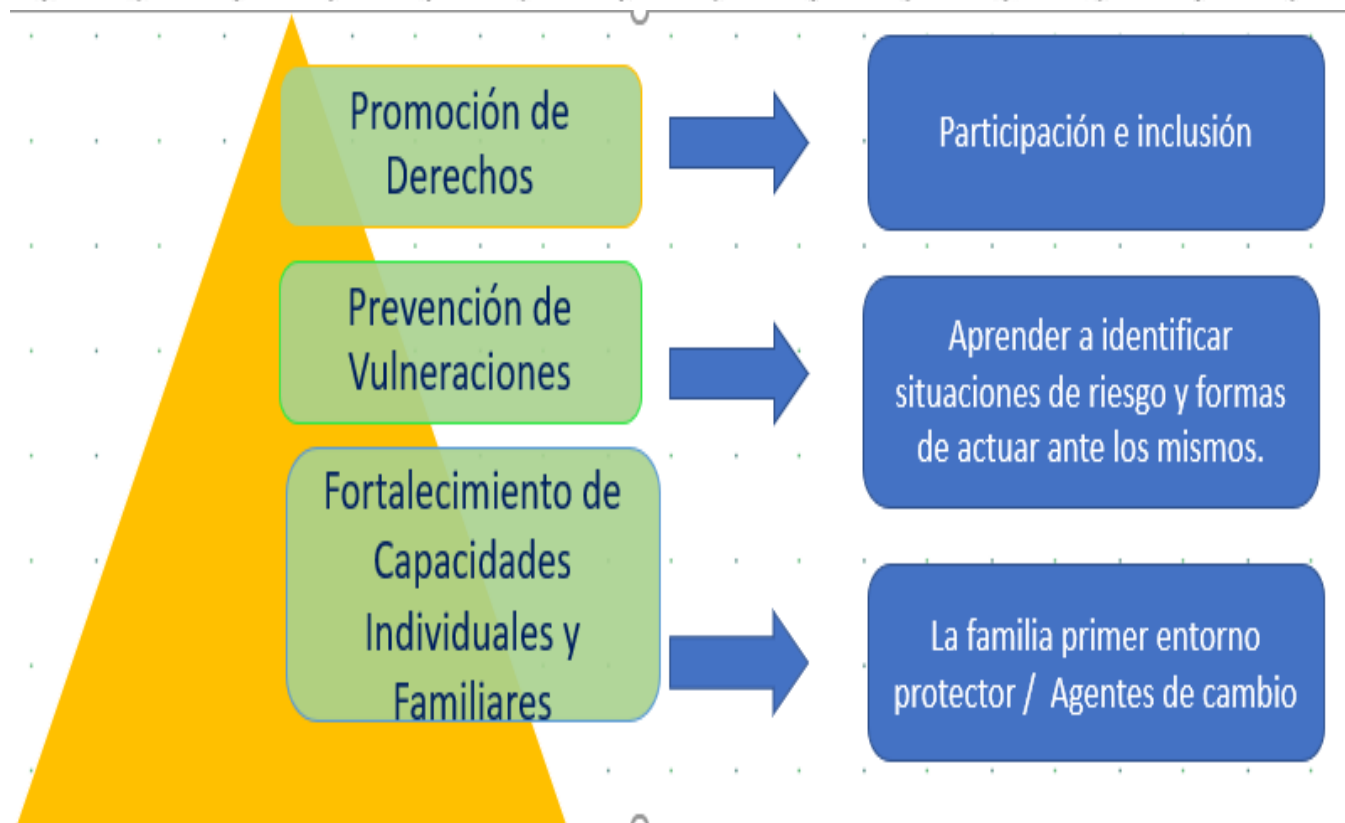 Promoción de
Derechos
Participación e inclusión
Prevención de
Vulneraciones
Aprender a identificar
situaciones de riesgo y formas
de actuar ante los mismos.
Fortalecimiento de
Capacidades
Individuales y
Familiares
La familia primer entorno
protector / Agentes de cambio